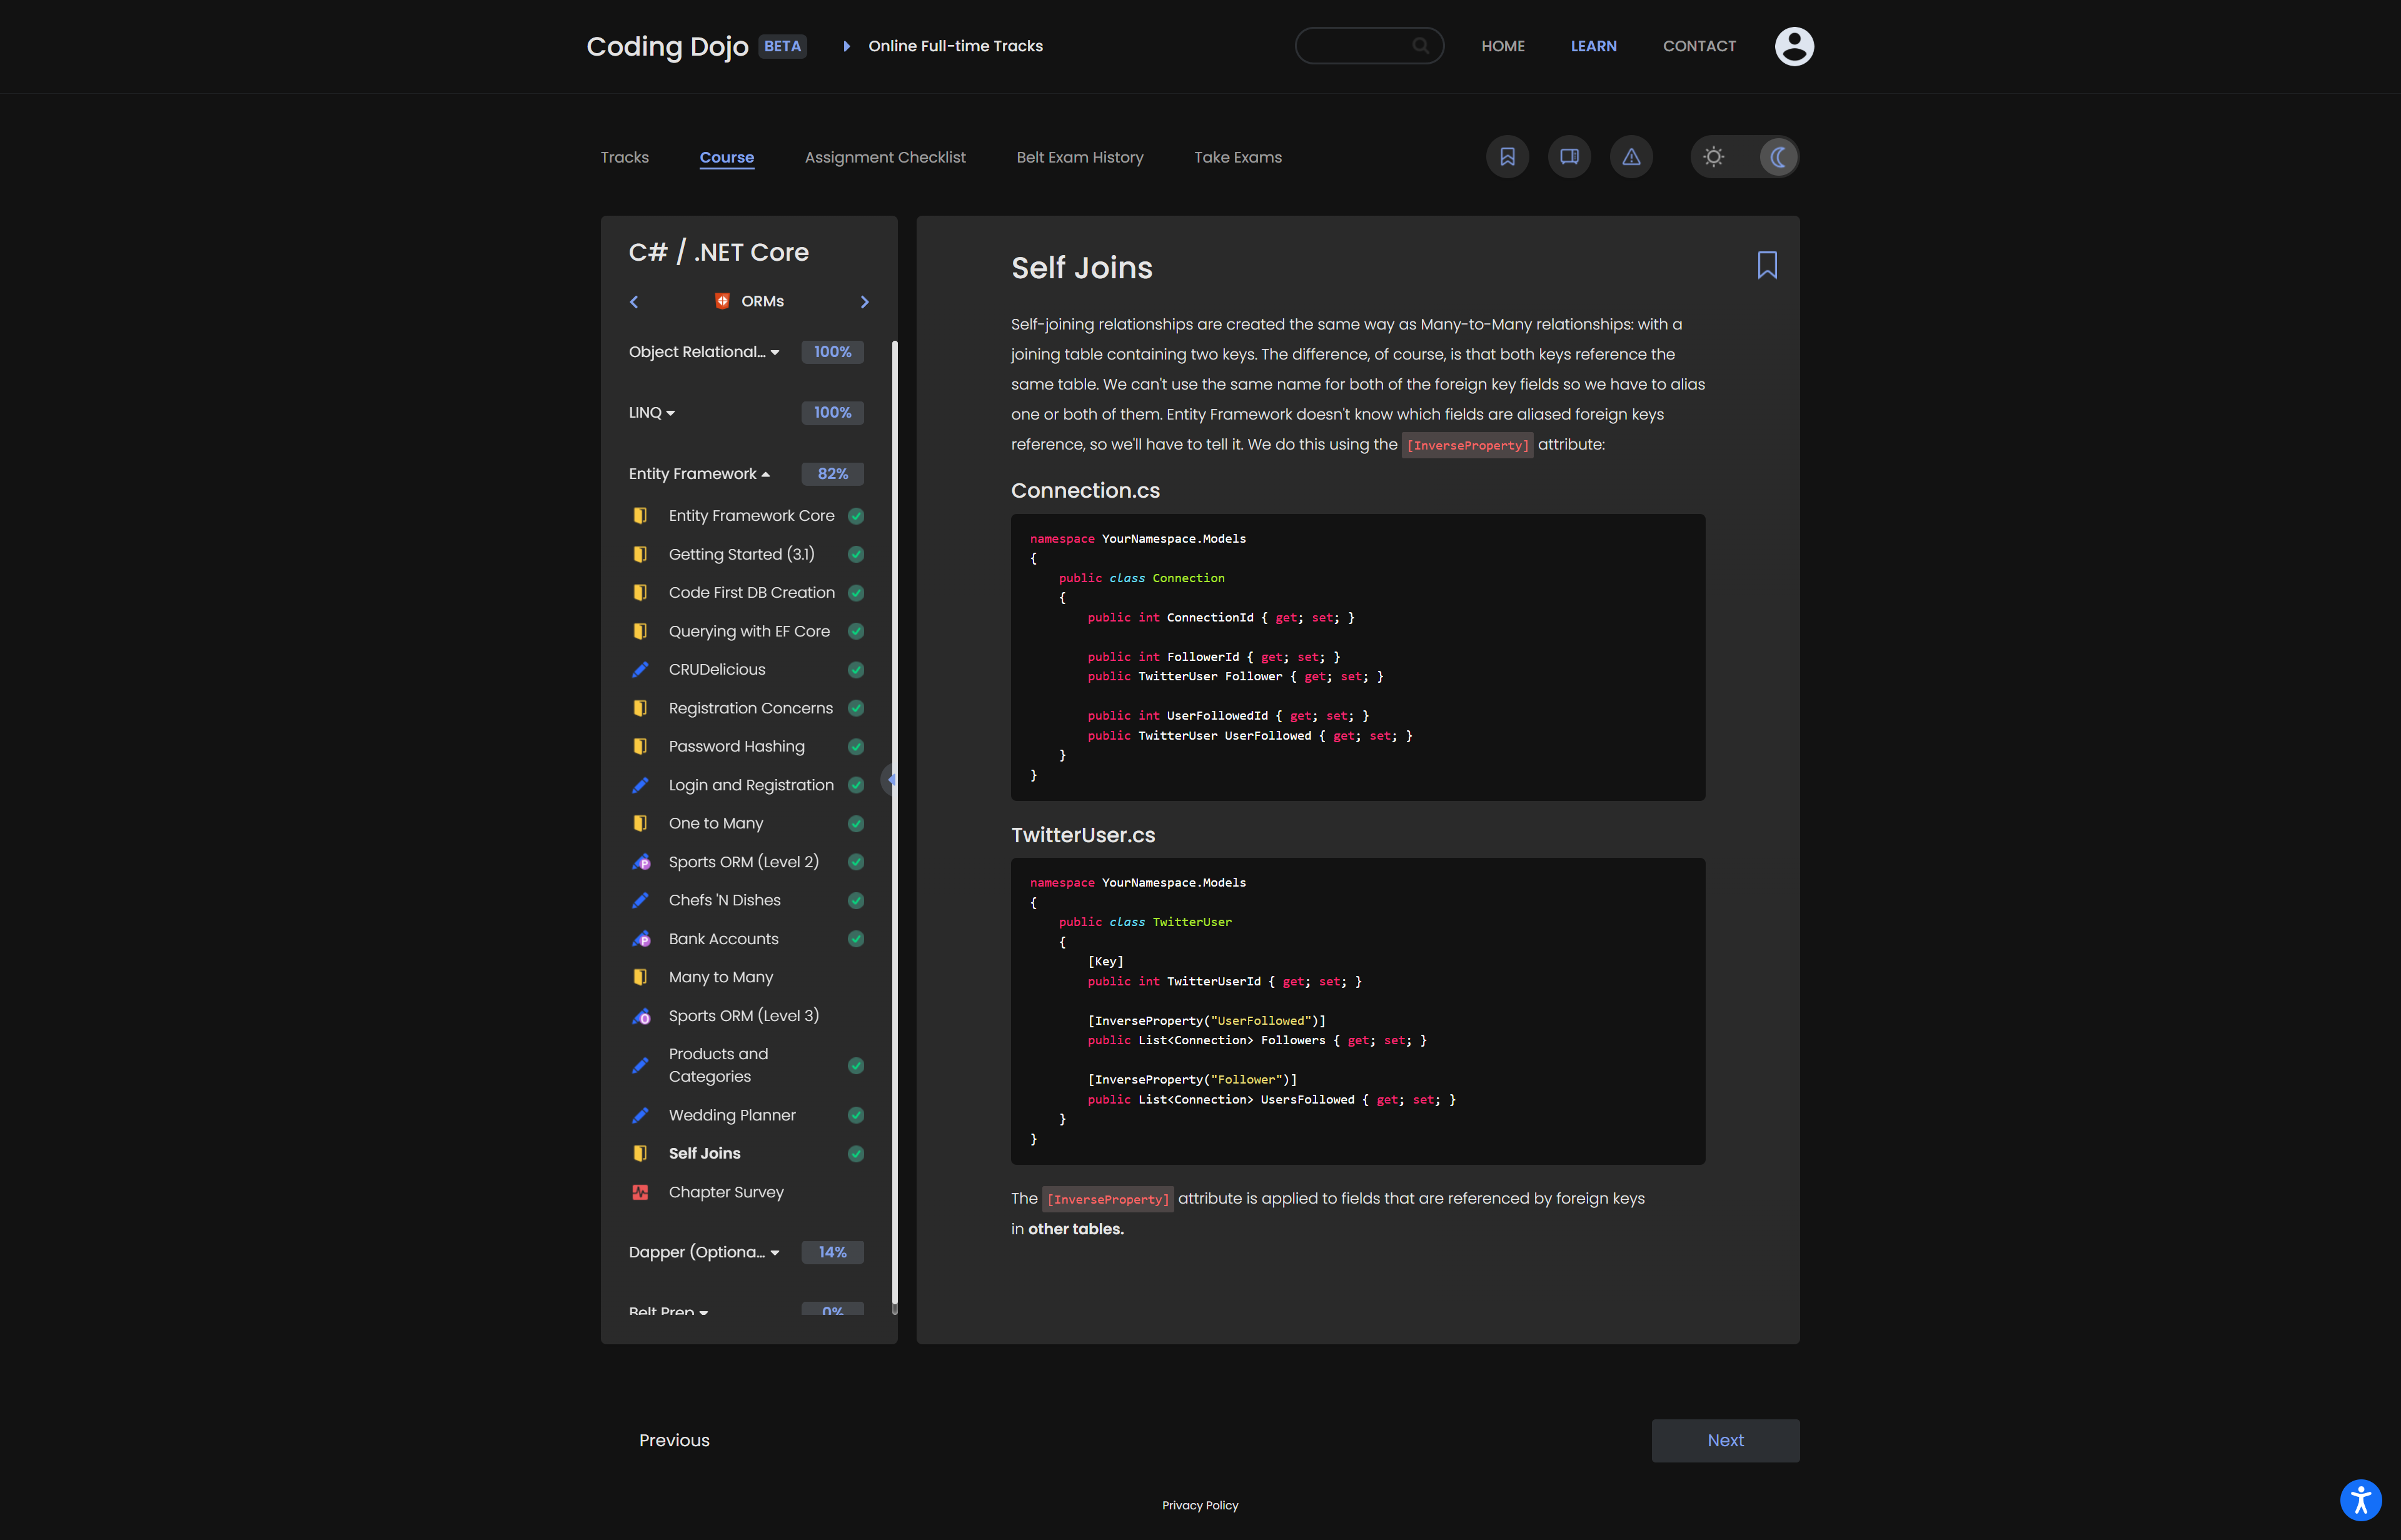 Coding Dojo BETA Online Full-time Tracks HOME LEARN CONTACT
Tracks Course Assignment Checklist Belt Exam History Take Exams
C# / .NET Core
ORMs
Object Relational... 100%
LINQ 100%
Entity Framework 82%
Entity Framework Core
Getting Started (3.1)
Code First DB Creation
Querying with EF Core
CRUDelicious
Registration Concerns
Password Hashing
Login and Registration
One to Many
Sports ORM (Level 2)
Chefs 'N Dishes
Bank Accounts
Many to Many
Sports ORM (Level 3)
Products and
Categories
Wedding Planner
Self Joins
Chapter Survey
Dapper (Optiona... 14%
Belt Prep 0%
Self Joins
Self-joining relationships are created the same way as Many-to-Many relationships: with a
joining table containing two keys. The difference, of course, is that both keys reference the
same table. We can't use the same name for both of the foreign key fields so we have to alias
one or both of them. Entity Framework doesn't know which fields are aliased foreign keys
reference, so we'll have to tell it. We do this using the [InverseProperty] attribute:
Connection.cs
namespace YourNamespace.Models
{
public class Connection
{
public int ConnectionId { get; set; }
public int FollowerId { get; set; }
public TwitterUser Follower { get; set; }
public int UserFollowedId { get; set; }
public TwitterUser UserFollowed { get; set; }
}
}
TwitterUser.cs
namespace YourNamespace.Models
{
public class TwitterUser
{
[Key]
public int TwitterUserId { get; set; }
[InverseProperty("UserFollowed")]
public List<Connection> Followers { get; set; }
[InverseProperty("Follower")]
public List<Connection> UsersFollowed { get; set; }
}
}
The [InverseProperty] attribute is applied to fields that are referenced by foreign keys
in other tables.
Previous Next
Privacy Policy